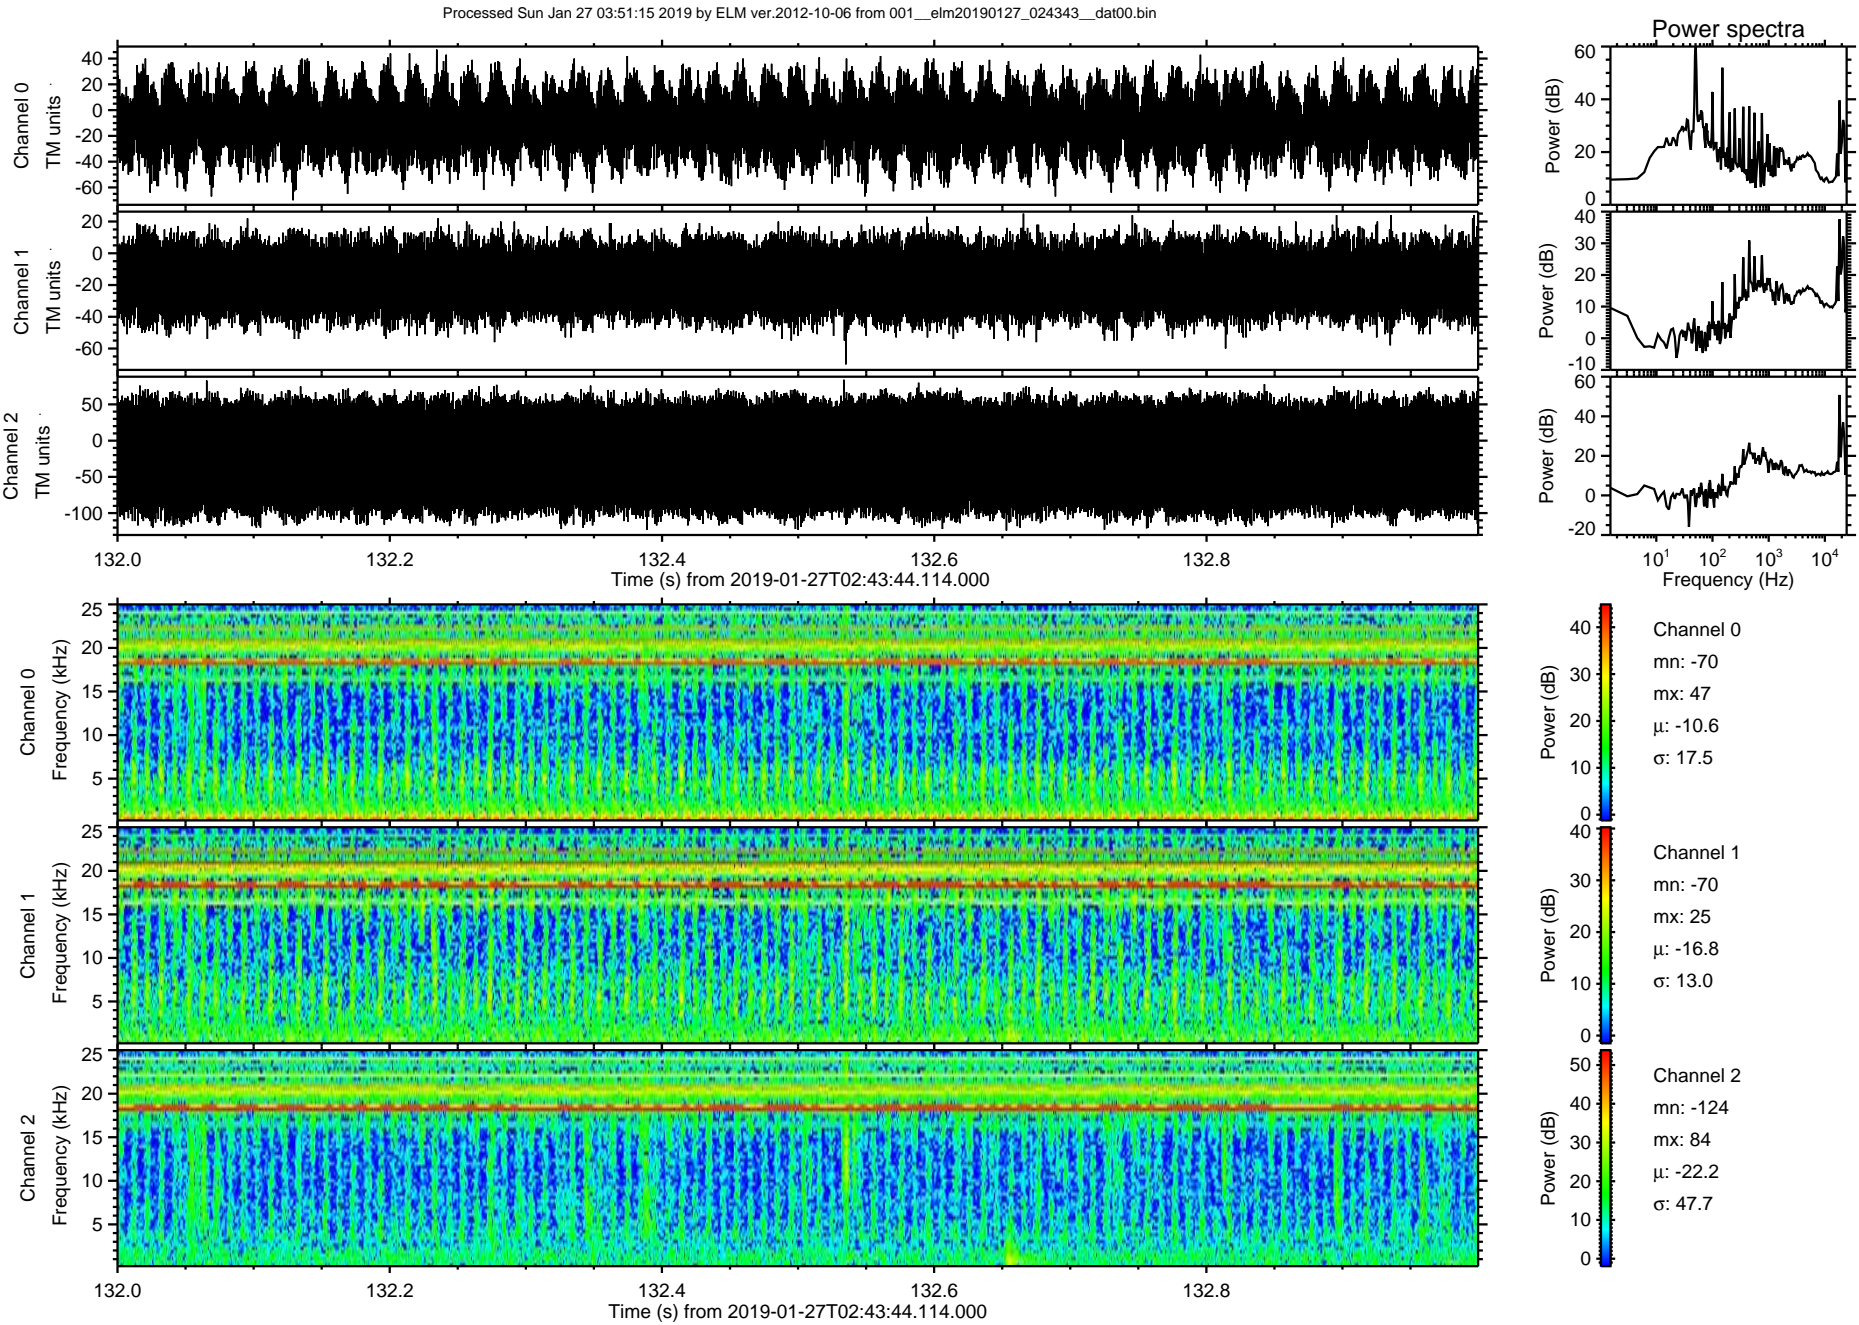 Processed Sun Jan 27 03:51:15 2019 by ELM ver.2012-10-06 from 001__elm20190127_024343__dat00.bin
Power spectra
Channel 0
TM units
40
20
0
-20
-40
-60
Power (dB)
60
40
20
0
Channel 1
TM units
20
0
-20
-40
-60
Power (dB)
40
30
20
10
0
-10
Channel 2
TM units
50
0
-50
-100
Power (dB)
60
40
20
0
-20
132.0 132.2 132.4 132.6 132.8
Time (s) from 2019-01-27T02:43:44.114.000
10¹ 10² 10³ 10⁴
Frequency (Hz)
Channel 0
Frequency (kHz)
25
20
15
10
5
Power (dB)
40
30
20
10
0
Channel 0
mn: -70
mx: 47
μ: -10.6
σ: 17.5
Channel 1
Frequency (kHz)
25
20
15
10
5
Power (dB)
40
30
20
10
0
Channel 1
mn: -70
mx: 25
μ: -16.8
σ: 13.0
Channel 2
Frequency (kHz)
25
20
15
10
5
Power (dB)
50
40
30
20
10
0
Channel 2
mn: -124
mx: 84
μ: -22.2
σ: 47.7
132.0 132.2 132.4 132.6 132.8
Time (s) from 2019-01-27T02:43:44.114.000